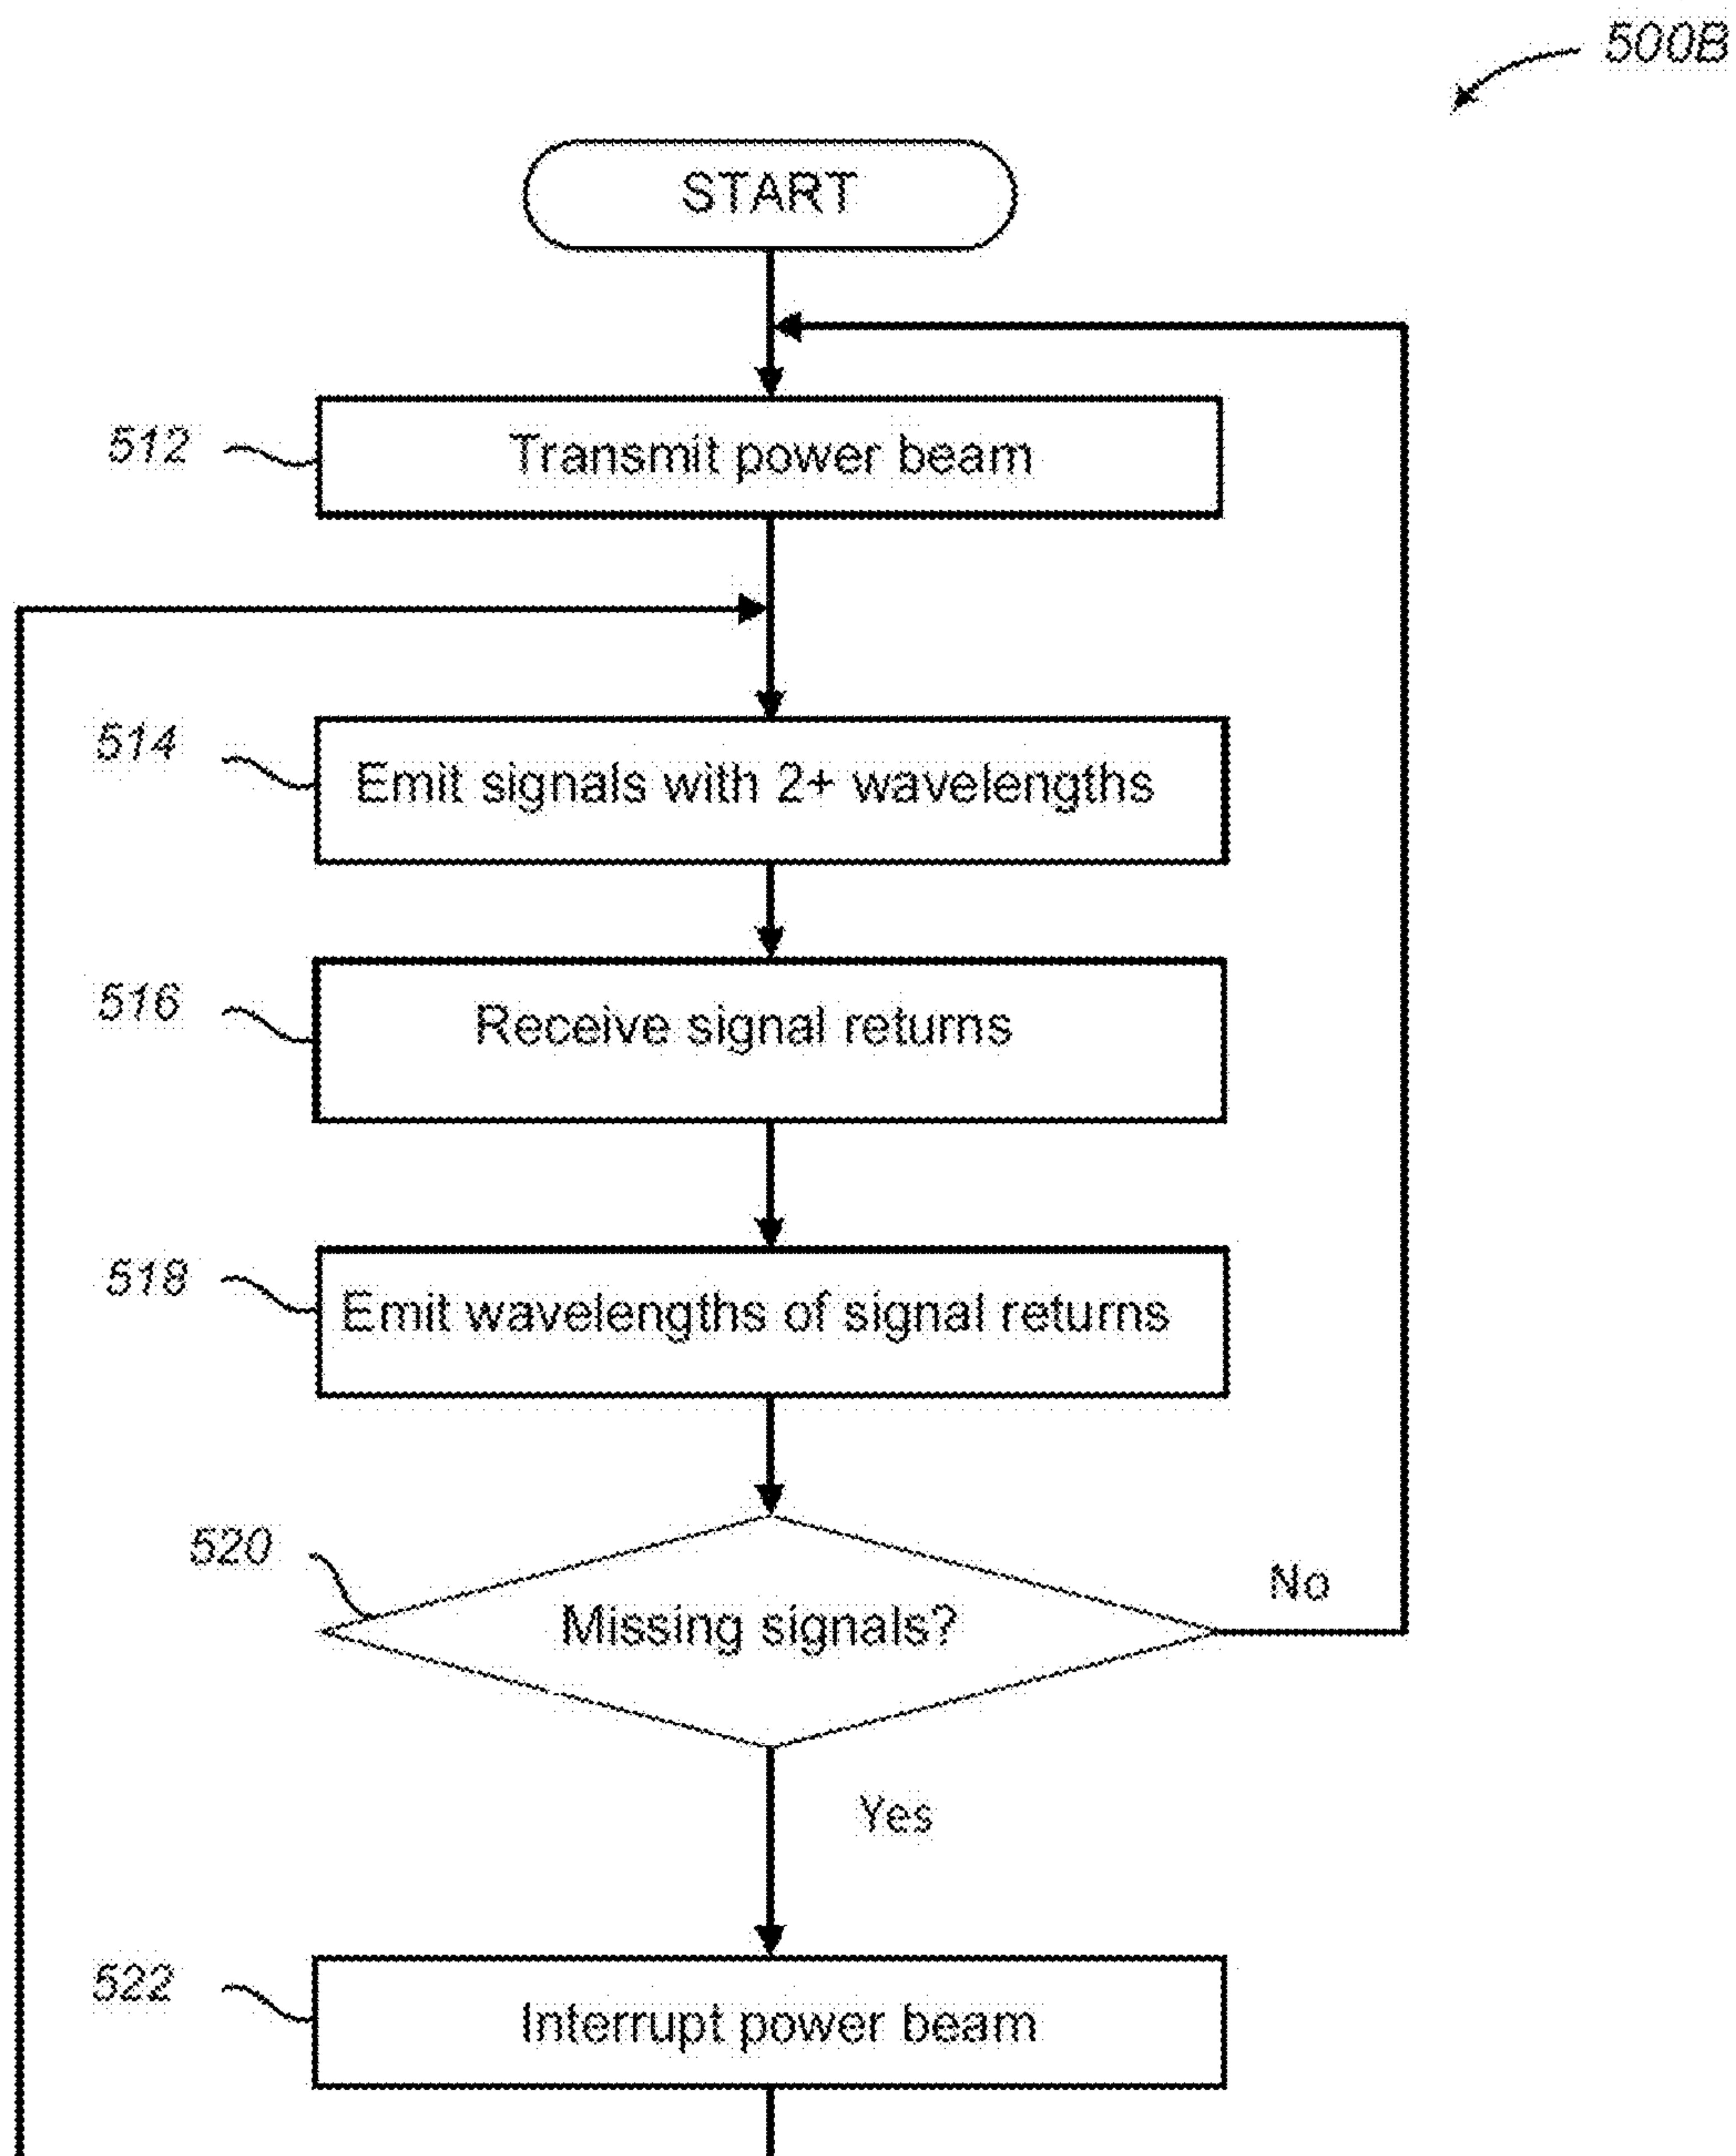 500B
START
512
Transmit power beam
514
Emit signals with 2+ wavelengths
516
Receive signal returns
518
Emit wavelengths of signal returns
520
Missing signals?
No
Yes
522
Interrupt power beam